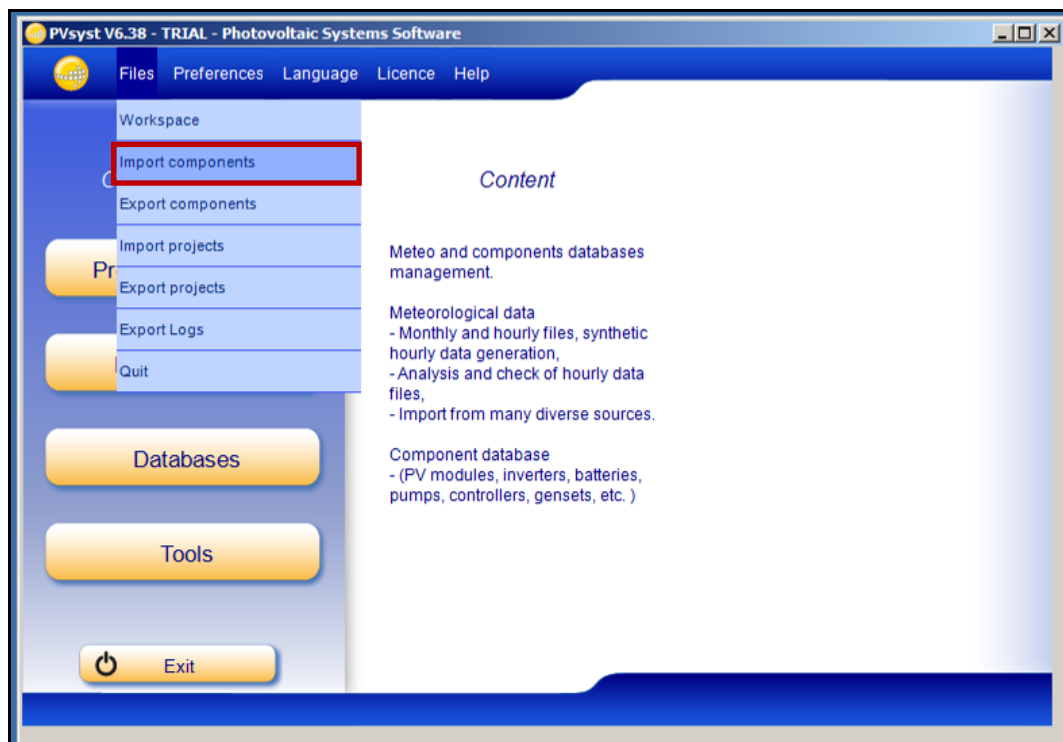 PVsyst V6.38 - TRIAL - Photovoltaic Systems Software
Files Preferences Language Licence Help
Workspace
Import components
Export components
Import projects
Export projects
Export Logs
Quit
Databases
Tools
Exit
Content
Meteo and components databases
management.
Meteorological data
- Monthly and hourly files, synthetic
hourly data generation,
- Analysis and check of hourly data
files,
- Import from many diverse sources.
Component database
- (PV modules, inverters, batteries,
pumps, controllers, gensets, etc. )